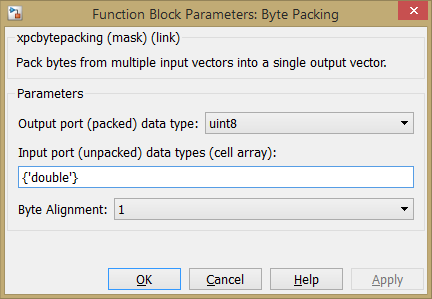 Function Block Parameters: Byte Packing
xpcbytepacking (mask) (link)
Pack bytes from multiple input vectors into a single output vector.
Parameters
Output port (packed) data type: uint8
Input port (unpacked) data types (cell array):
{'double'}
Byte Alignment: 1
OK Cancel Help Apply